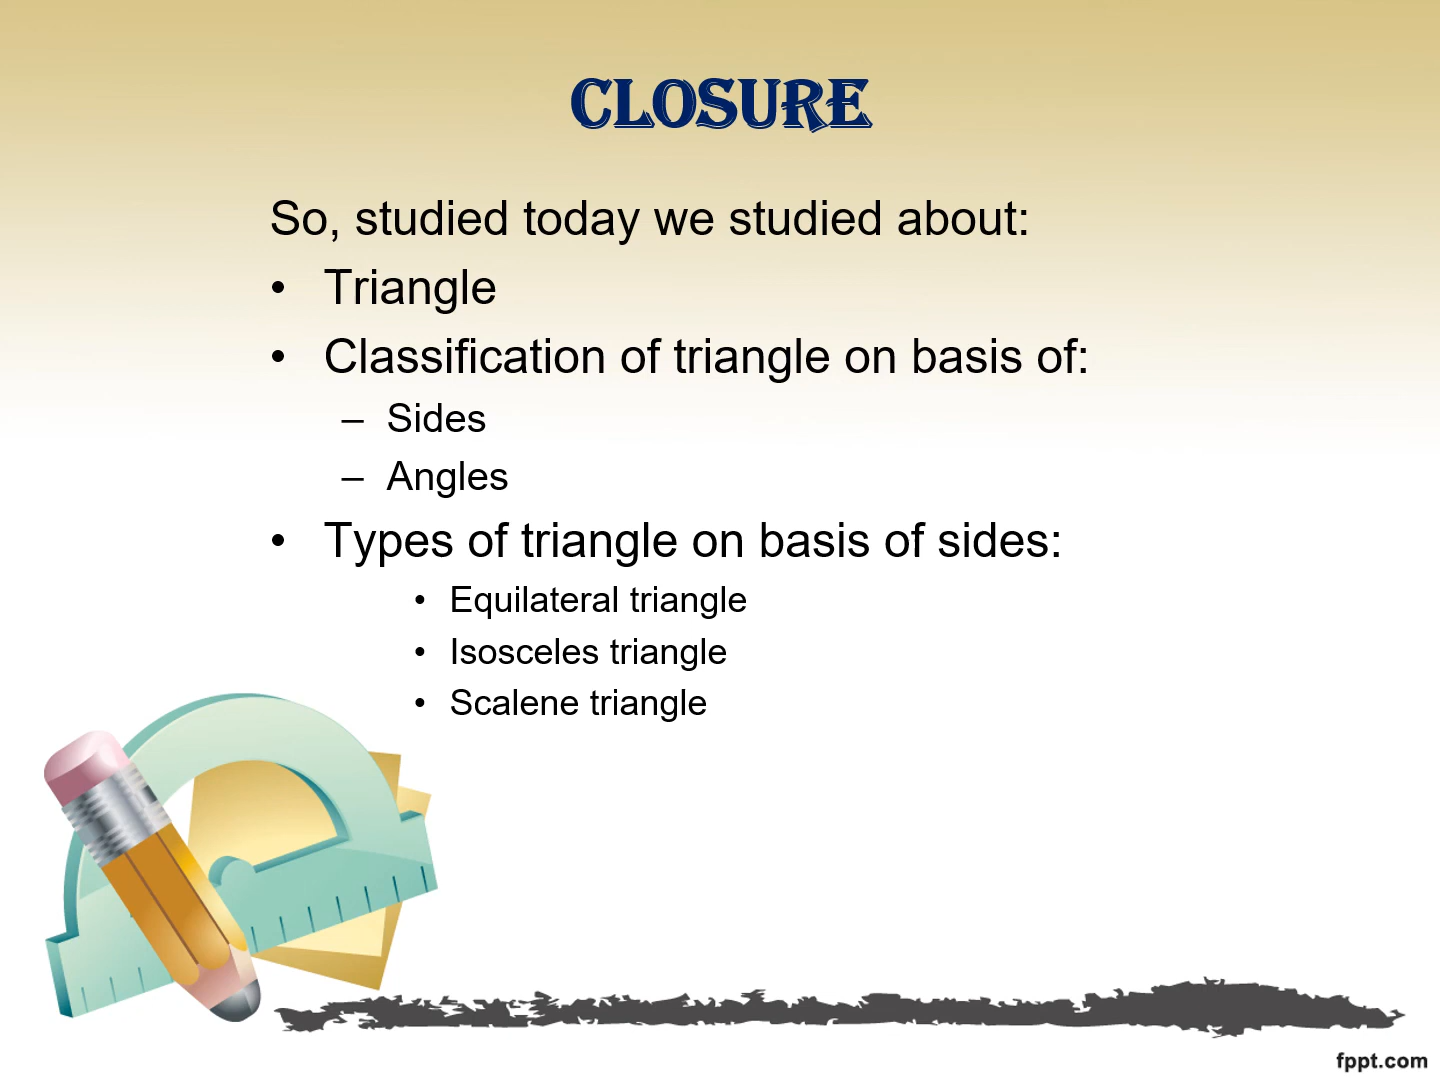 CLOSURE
So, studied today we studied about:
• Triangle
• Classification of triangle on basis of:
– Sides
– Angles
• Types of triangle on basis of sides:
• Equilateral triangle
• Isosceles triangle
• Scalene triangle
fppt.com